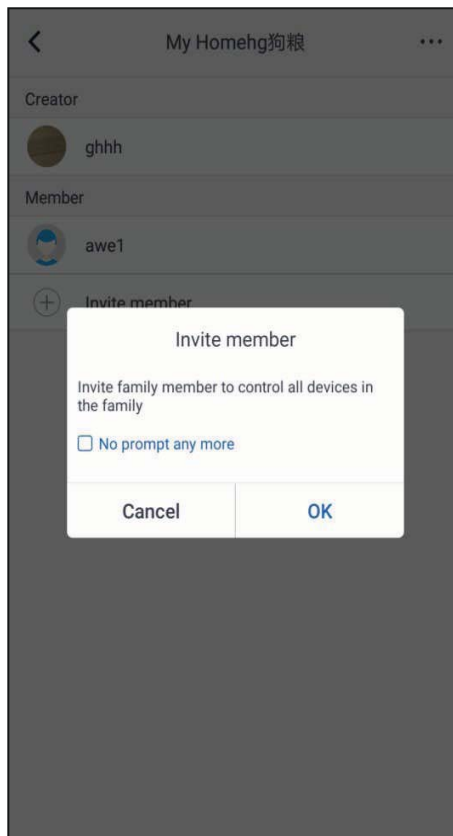 My Homehg狗粮
Creator
ghhh
Member
awe1
Invite member
Invite member
Invite family member to control all devices in
the family
No prompt any more
Cancel
OK